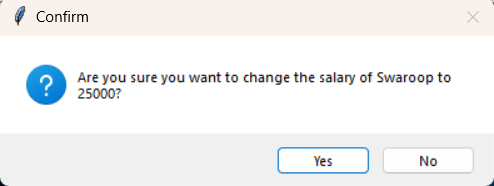 Confirm
Are you sure you want to change the salary of Swaroop to
25000?
Yes
No